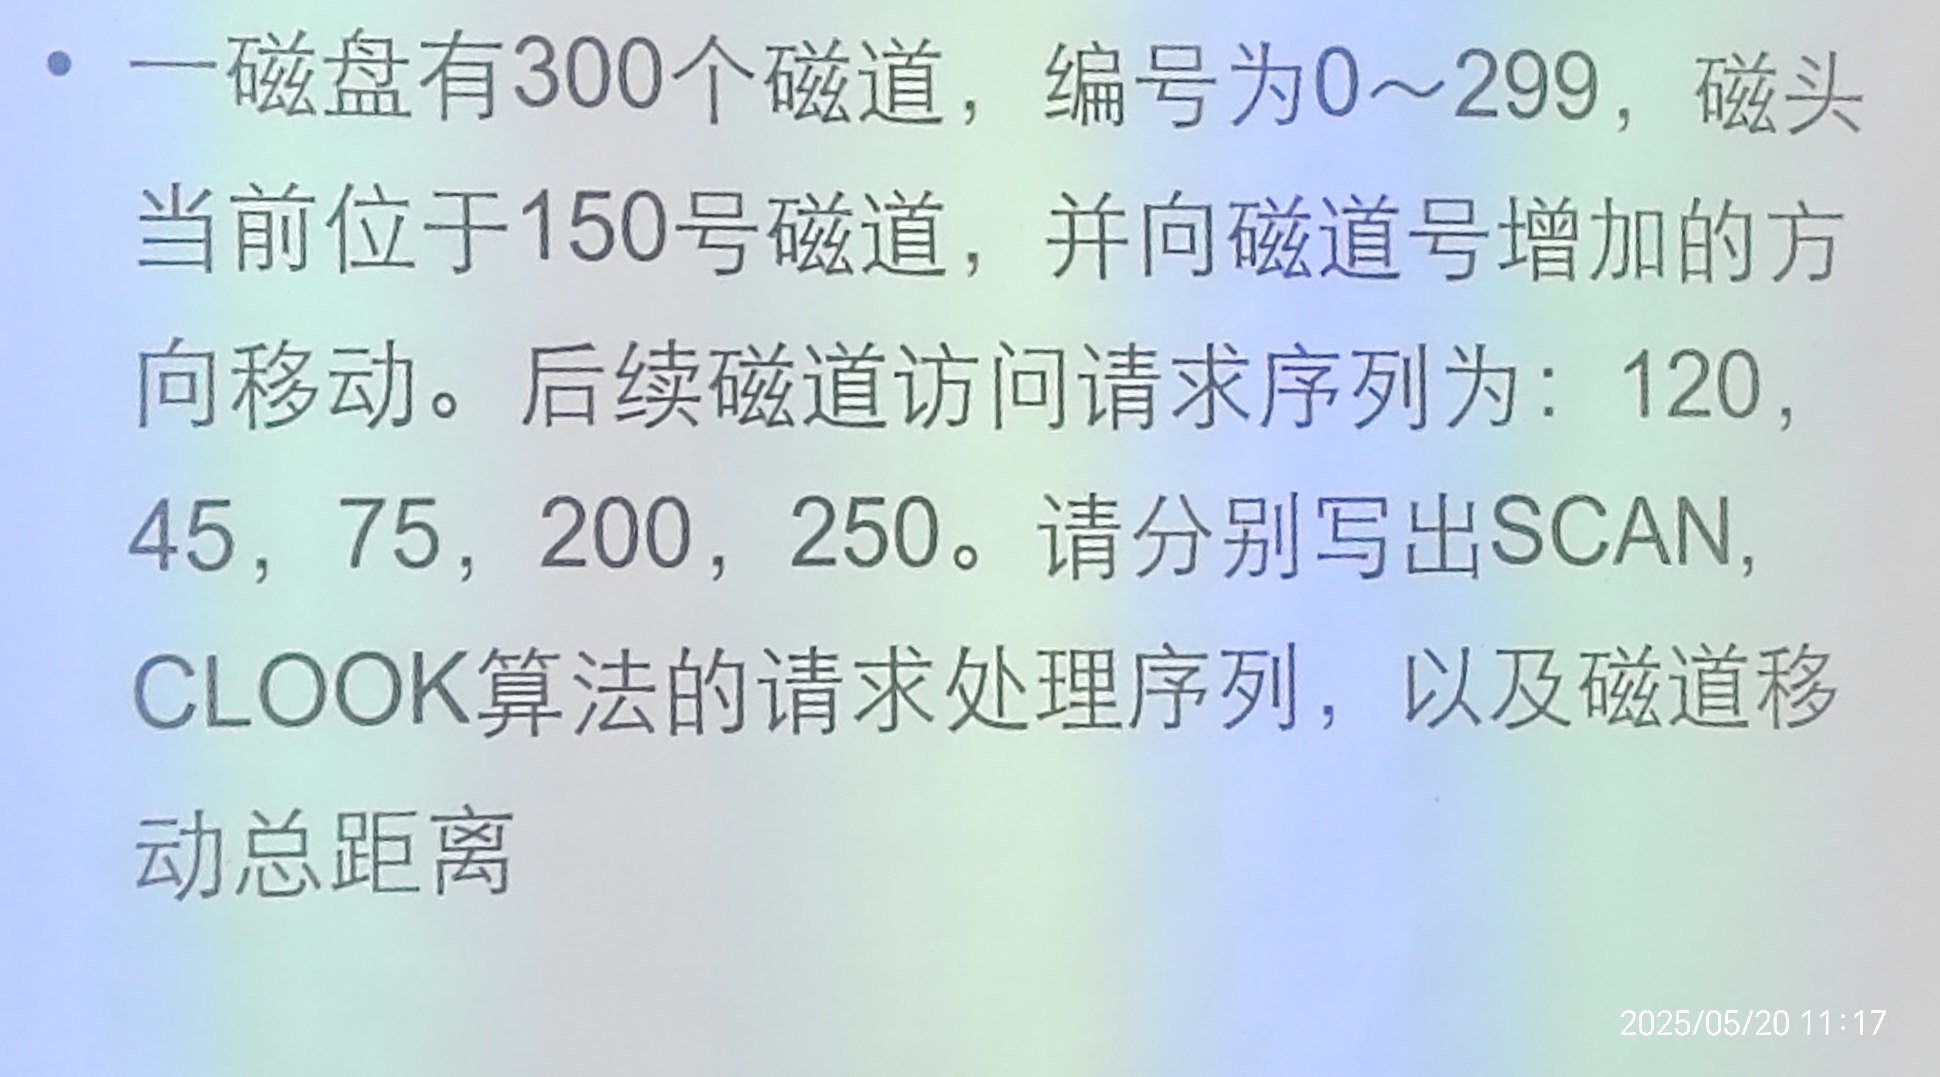 • 一磁盘有300个磁道，编号为0～299，磁头
当前位于150号磁道，并向磁道号增加的方
向移动。后续磁道访问请求序列为：120，
45，75，200，250。请分别写出SCAN,
CLOOK算法的请求处理序列，以及磁道移
动总距离
2025/05/20 11:17